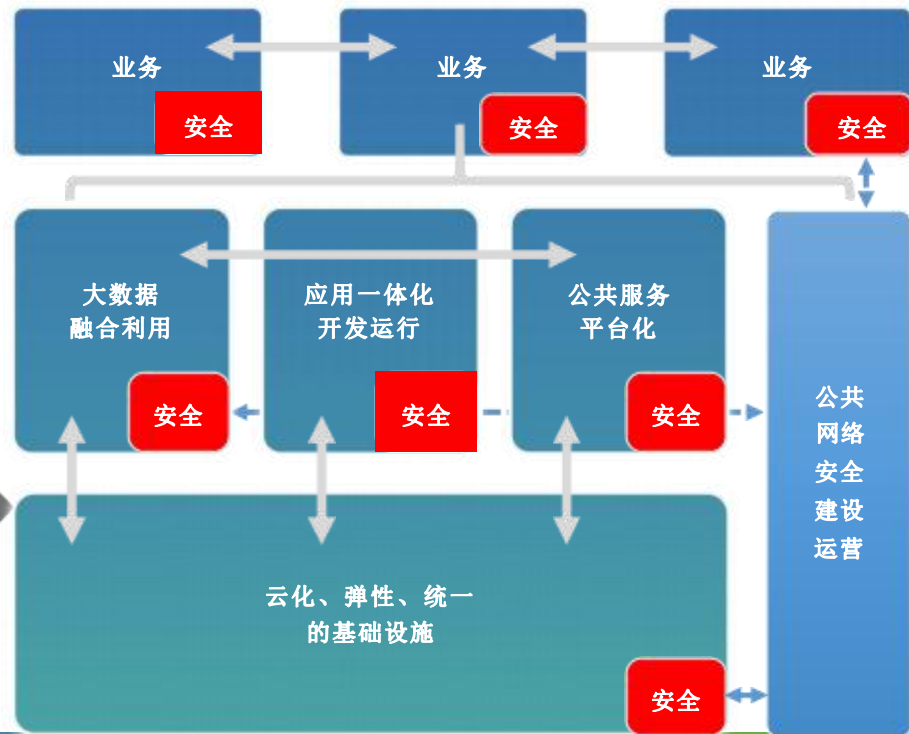 业务
业务
业务
安全
安全
安全
大数据
融合利用
应用一体化
开发运行
公共服务
平台化
安全
安全
安全
公共
网络
安全
建设
运营
云化、弹性、统一
的基础设施
安全